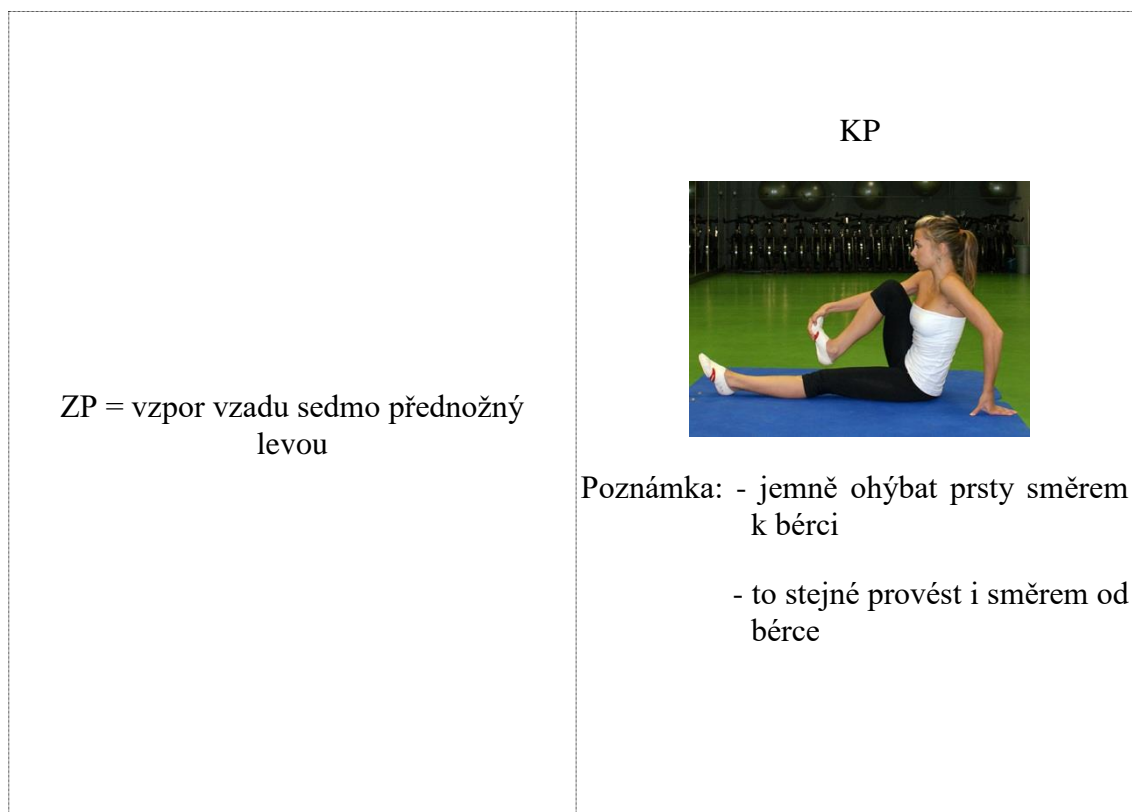 ZP = vzpor vzadu sedmo přednožný
levou
KP
Poznámka: - jemně ohýbat prsty směrem
k bérci
- to stejné provést i směrem od
bérce